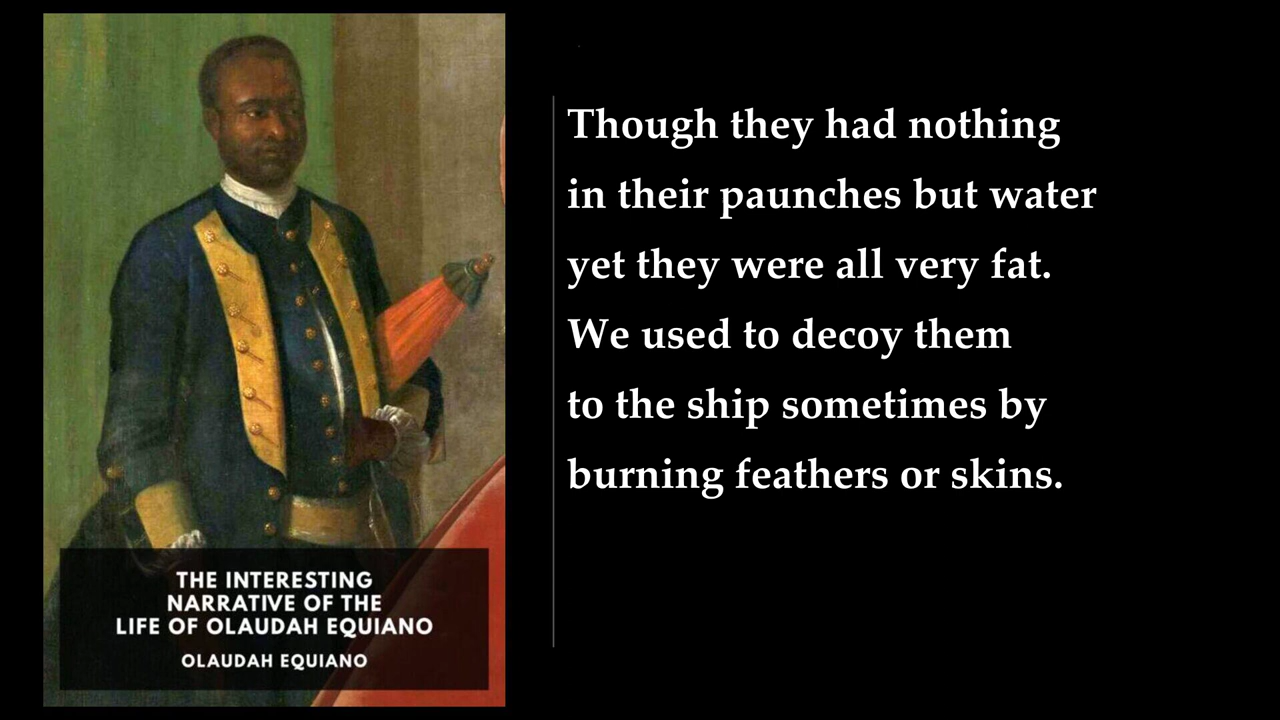 Though they had nothing
in their paunches but water
yet they were all very fat.
We used to decoy them
to the ship sometimes by
burning feathers or skins.
THE INTERESTING
NARRATIVE OF THE
LIFE OF OLAUDAH EQUIANO
OLAUDAH EQUIANO